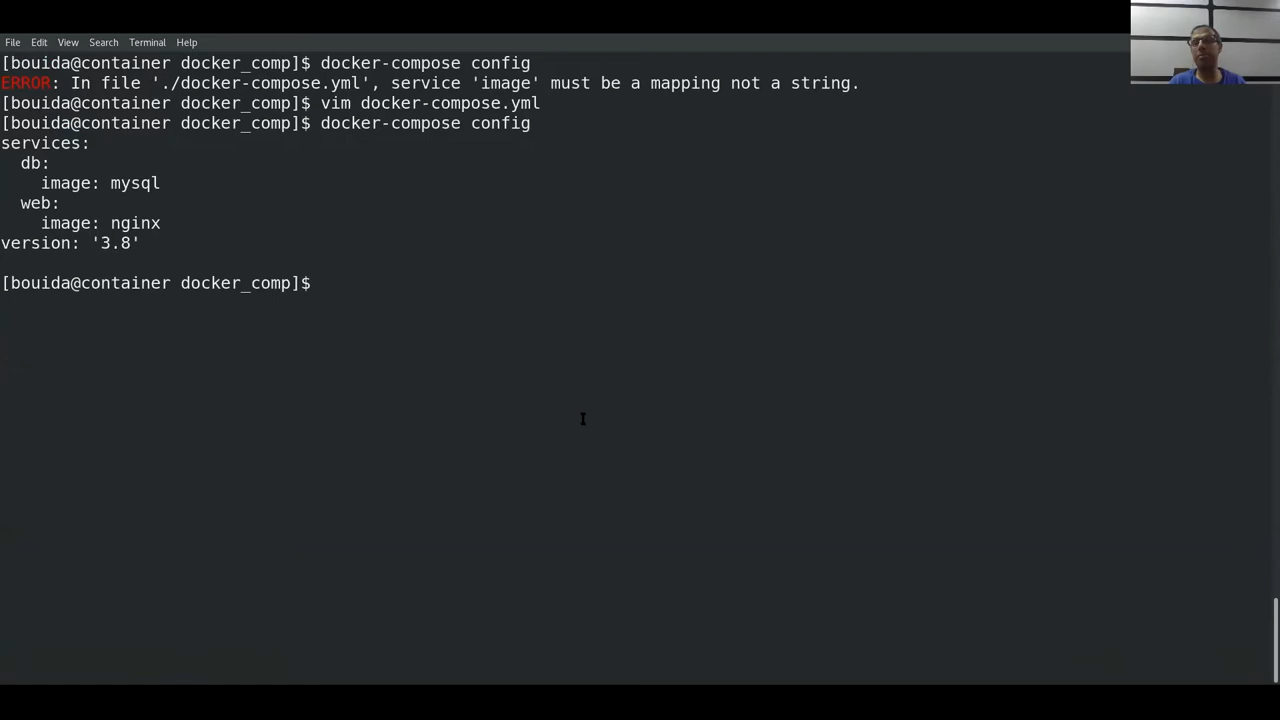 File Edit View Search Terminal Help
[bouida@container docker_comp]$ docker-compose config
ERROR: In file './docker-compose.yml', service 'image' must be a mapping not a string.
[bouida@container docker_comp]$ vim docker-compose.yml
[bouida@container docker_comp]$ docker-compose config
services:
  db:
    image: mysql
  web:
    image: nginx
version: '3.8'
[bouida@container docker_comp]$